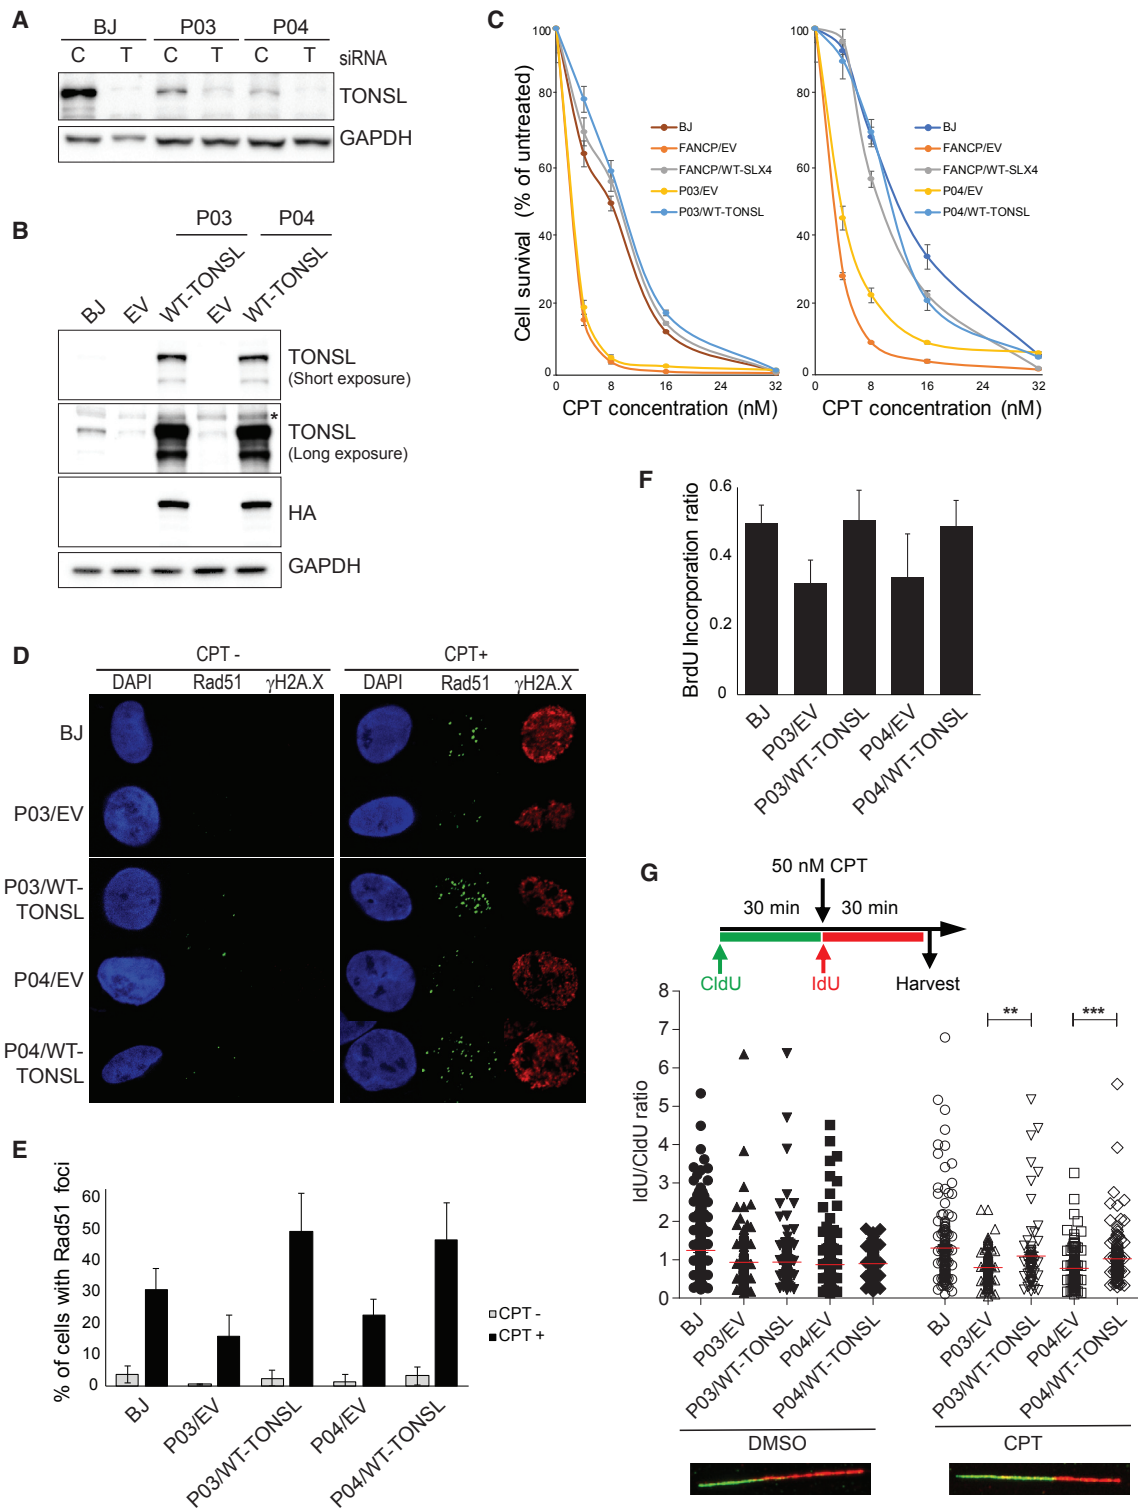 A
BJ P03 P04
C T C T C T siRNA
TONSL
GAPDH
B
P03 P04
BJ EV WT-TONSL EV WT-TONSL
TONSL
(Short exposure)
*
TONSL
(Long exposure)
HA
GAPDH
C
Cell survival (% of untreated)
100
80
60
40
20
0
0 8 16 24 32
CPT concentration (nM)
BJ
FANCP/EV
FANCP/WT-SLX4
P03/EV
P03/WT-TONSL
100
80
60
40
20
0
0 8 16 24 32
CPT concentration (nM)
BJ
FANCP/EV
FANCP/WT-SLX4
P04/EV
P04/WT-TONSL
D
CPT - CPT+
DAPI Rad51 γH2A.X DAPI Rad51 γH2A.X
BJ
P03/EV
P03/WT-
TONSL
P04/EV
P04/WT-
TONSL
E
% of cells with Rad51 foci
60
50
40
30
20
10
0
CPT -
CPT +
BJ P03/EV P03/WT-TONSL P04/EV P04/WT-TONSL
F
BrdU Incorporation ratio
0.6
0.4
0.2
0
BJ P03/EV P03/WT-TONSL P04/EV P04/WT-TONSL
G
50 nM CPT
30 min 30 min
CldU IdU Harvest
IdU/CldU ratio
8
7
6
5
4
3
2
1
0
** ***
BJ P03/EV P03/WT-TONSL P04/EV P04/WT-TONSL BJ P03/EV P03/WT-TONSL P04/EV P04/WT-TONSL
DMSO CPT